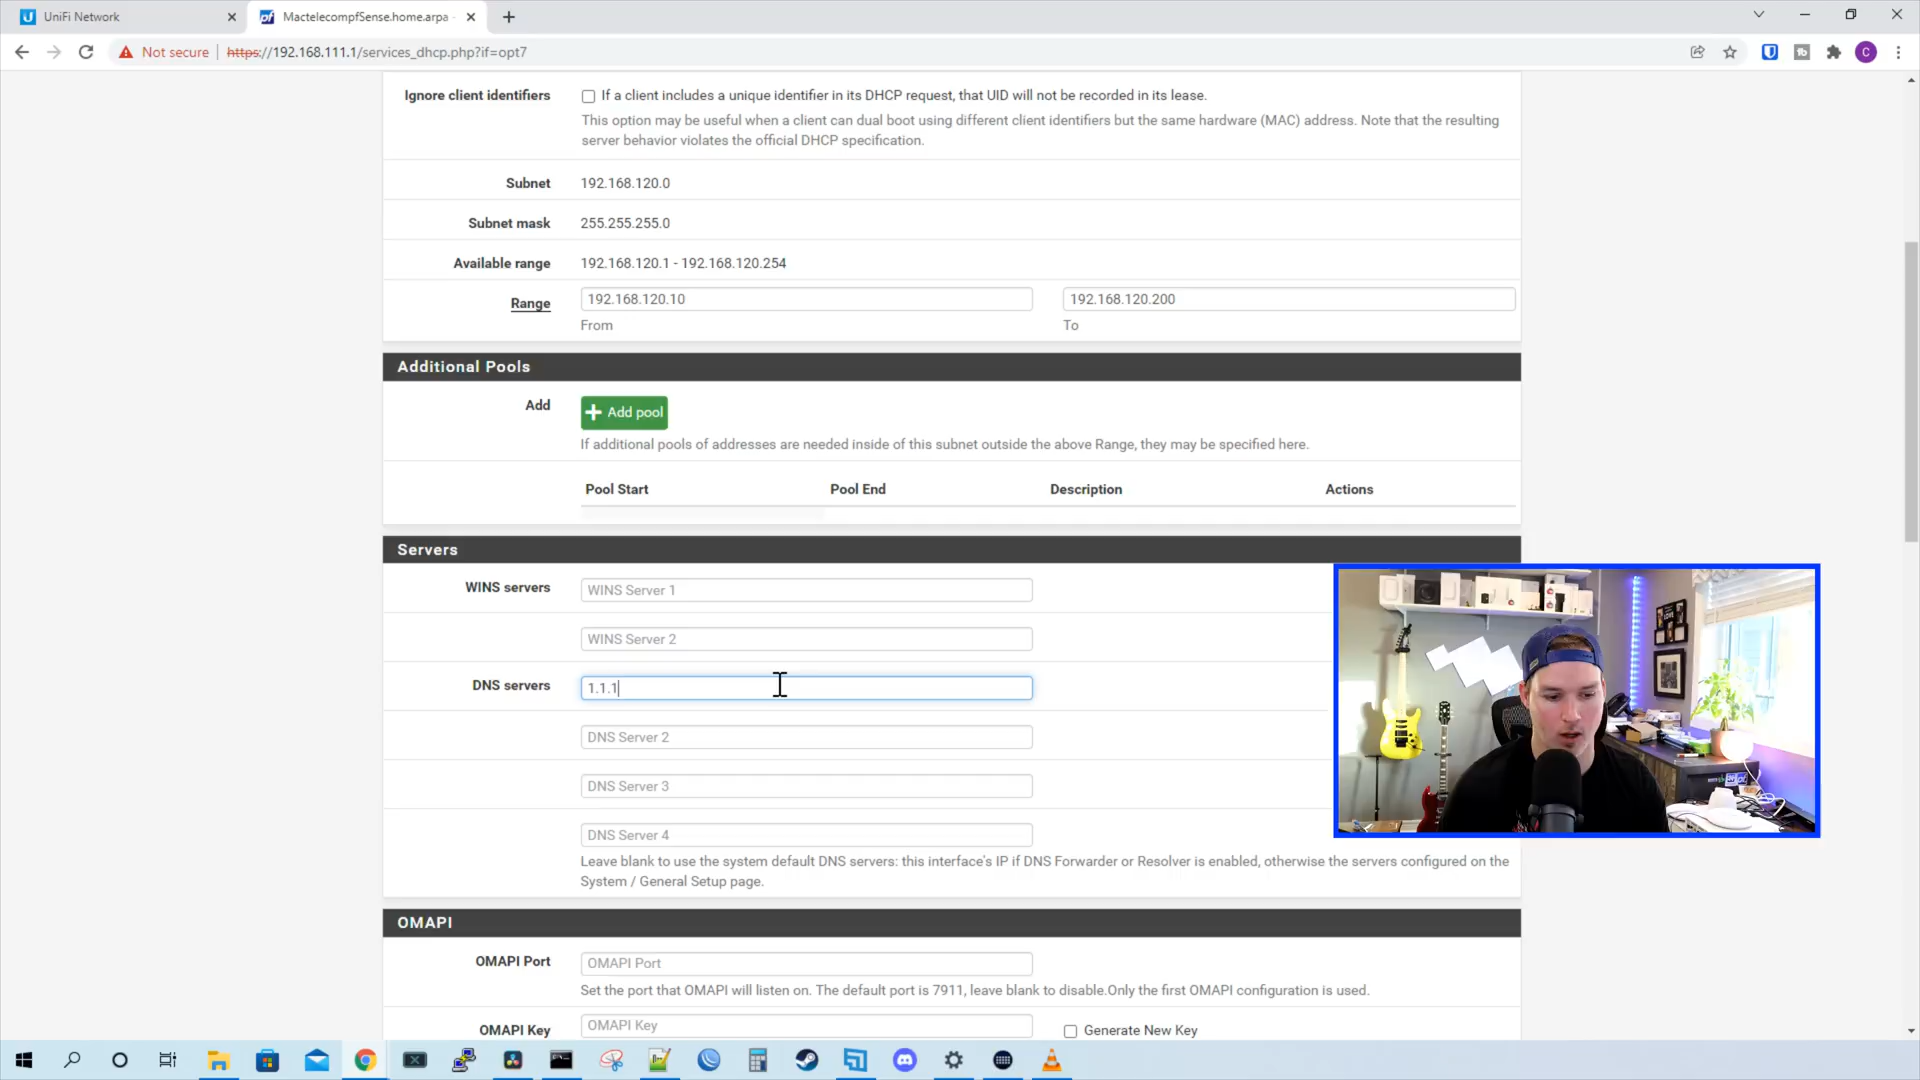 UniFi Network
MactelecompfSense.home.arpa -
Not secure
https://192.168.111.1/services_dhcp.php?if=opt7
C
Ignore client identifiers
If a client includes a unique identifier in its DHCP request, that UID will not be recorded in its lease.
This option may be useful when a client can dual boot using different client identifiers but the same hardware (MAC) address. Note that the resulting
server behavior violates the official DHCP specification.
Subnet
192.168.120.0
Subnet mask
255.255.255.0
Available range
192.168.120.1 - 192.168.120.254
Range
192.168.120.10
192.168.120.200
From
To
Additional Pools
Add
Add pool
If additional pools of addresses are needed inside of this subnet outside the above Range, they may be specified here.
Pool Start
Pool End
Description
Actions
Servers
WINS servers
WINS Server 1
WINS Server 2
DNS servers
1.1.1
DNS Server 2
DNS Server 3
DNS Server 4
Leave blank to use the system default DNS servers: this interface's IP if DNS Forwarder or Resolver is enabled, otherwise the servers configured on the
System / General Setup page.
OMAPI
OMAPI Port
OMAPI Port
Set the port that OMAPI will listen on. The default port is 7911, leave blank to disable.Only the first OMAPI configuration is used.
OMAPI Key
OMAPI Key
Generate New Key